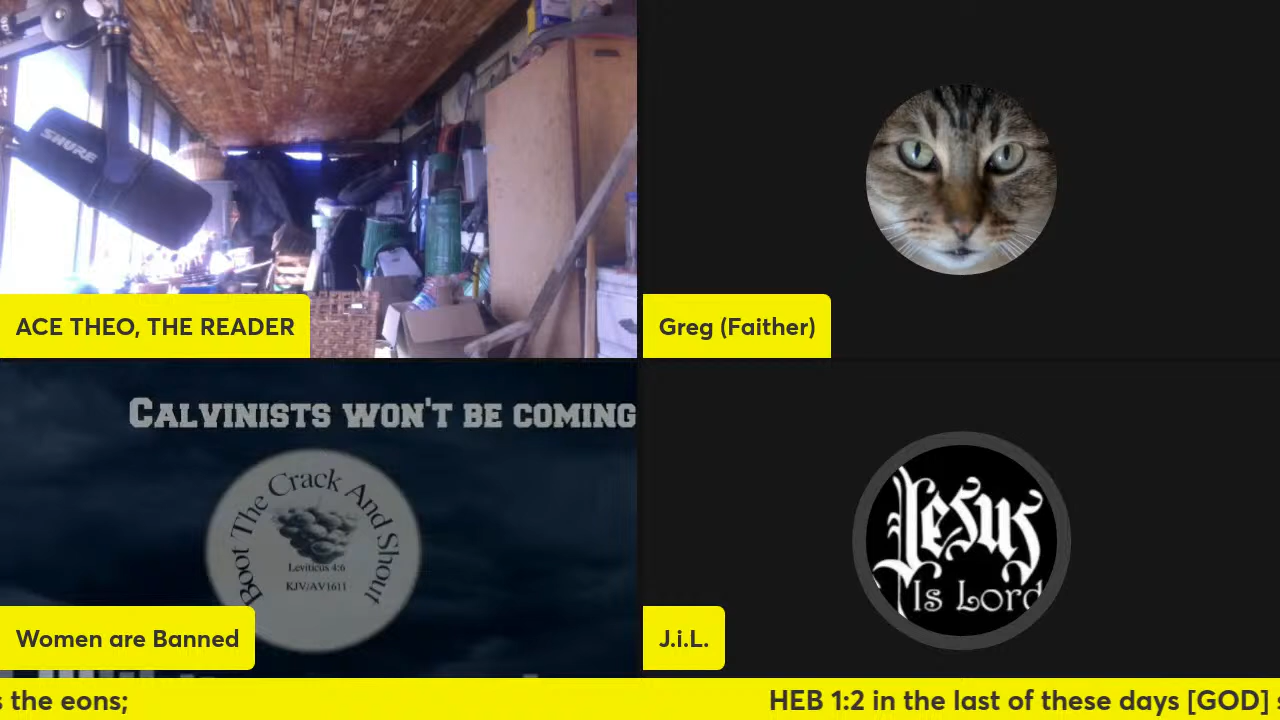 SHURE
ACE THEO, THE READER
Greg (Faither)
CALVINISTS WON'T BE COMING
Boot The Crack And Shout
Leviticus 4:6
KJV/AV1611
Women are Banned
Jesus
Is Lord
J.i.L.
the eons;
HEB 1:2 in the last of these days [GOD]